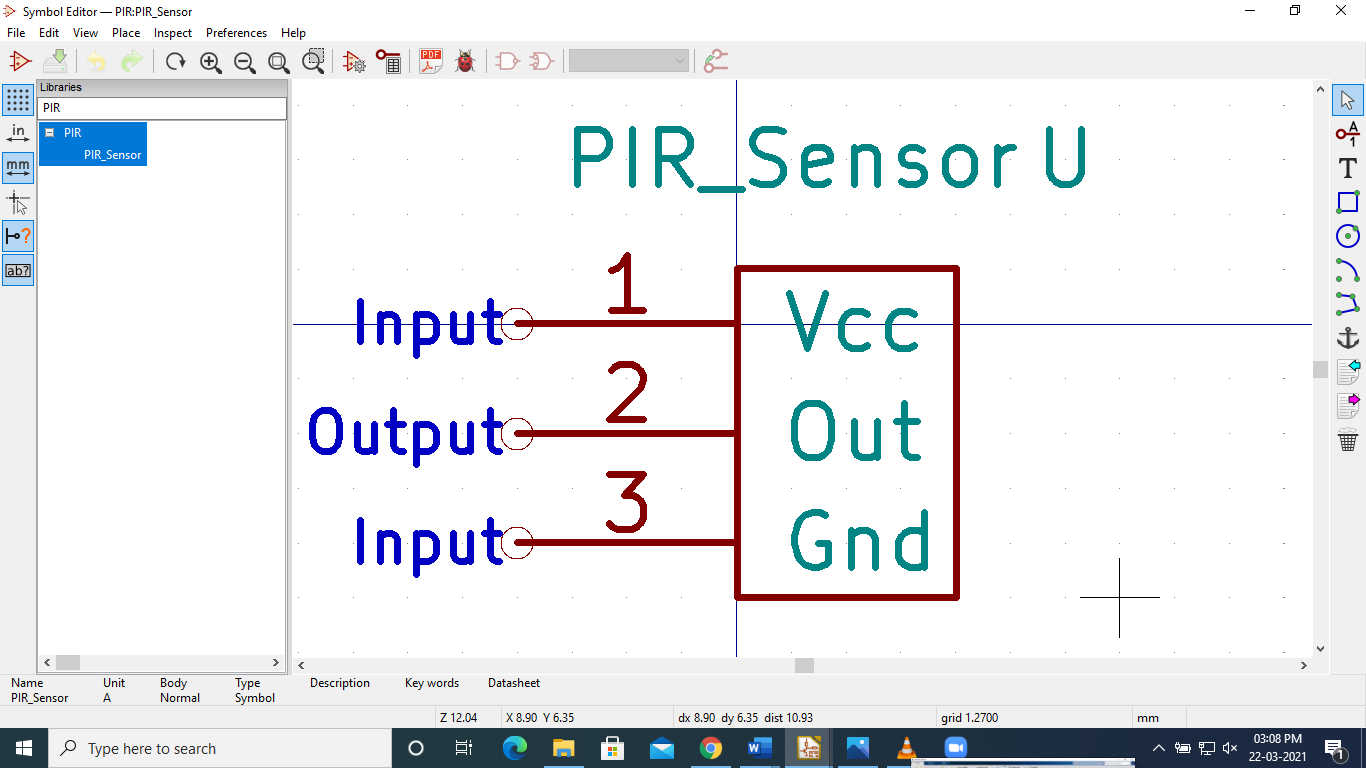 Symbol Editor — PIR:PIR_Sensor
File Edit View Place Inspect Preferences Help
PDF
Libraries
PIR
PIR
PIR_Sensor
in
mm
ab?
A
1
T
PIR_Sensor U
1
Input
Vcc
2
Output
Out
3
Input
Gnd
Name Unit Body Type Description Key words Datasheet
PIR_Sensor A Normal Symbol
Z 12.04 X 8.90 Y 6.35 dx 8.90 dy 6.35 dist 10.93 grid 1.2700 mm
Type here to search
03:08 PM
22-03-2021
1